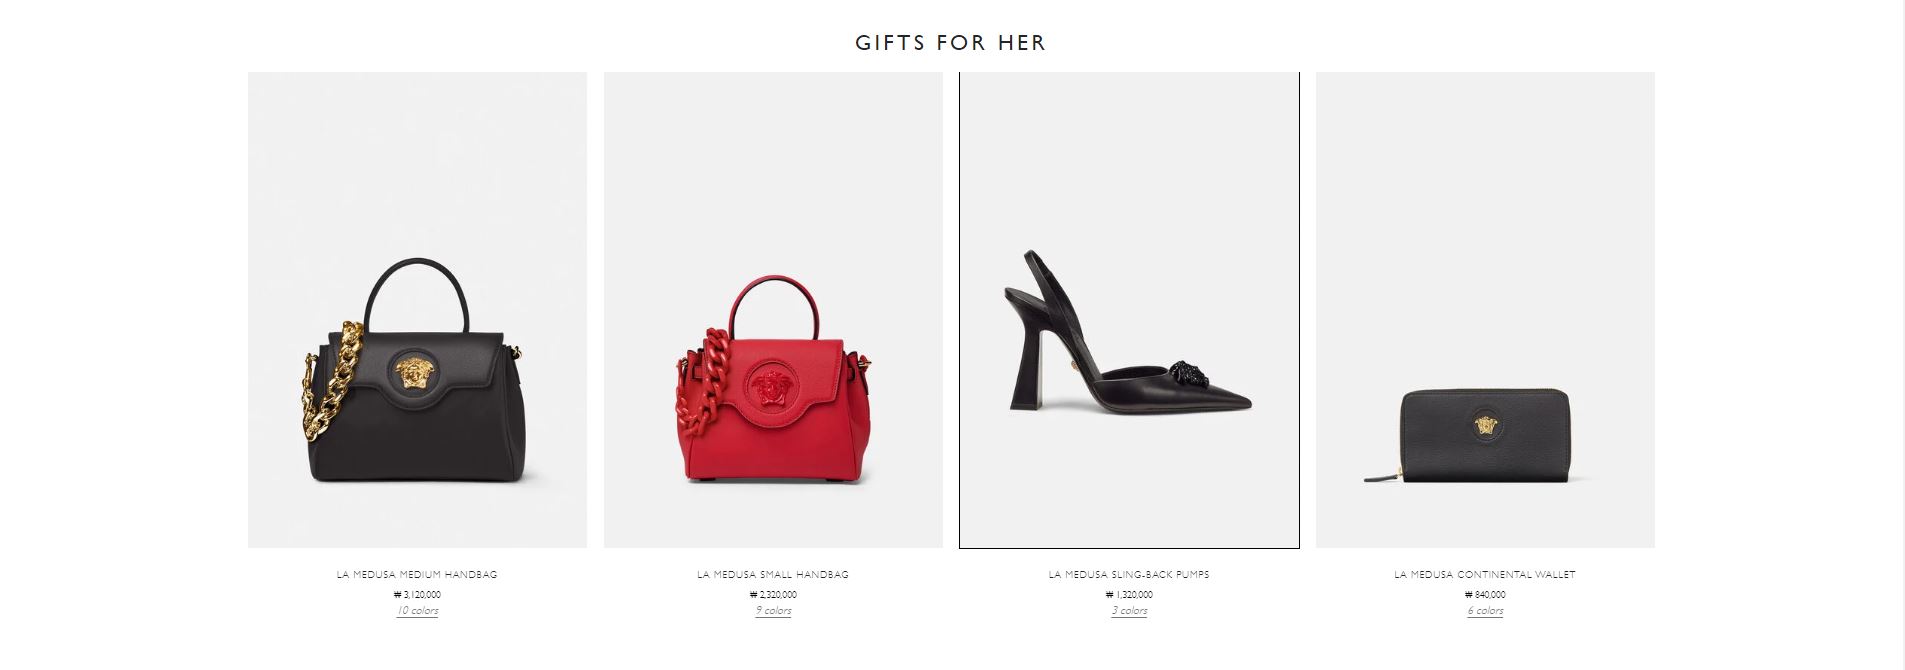 GIFTS FOR HER
LA MEDUSA MEDIUM HANDBAG
₩ 3,120,000
10 colors
LA MEDUSA SMALL HANDBAG
₩ 2,320,000
9 colors
LA MEDUSA SLING-BACK PUMPS
₩ 1,320,000
3 colors
LA MEDUSA CONTINENTAL WALLET
₩ 840,000
6 colors